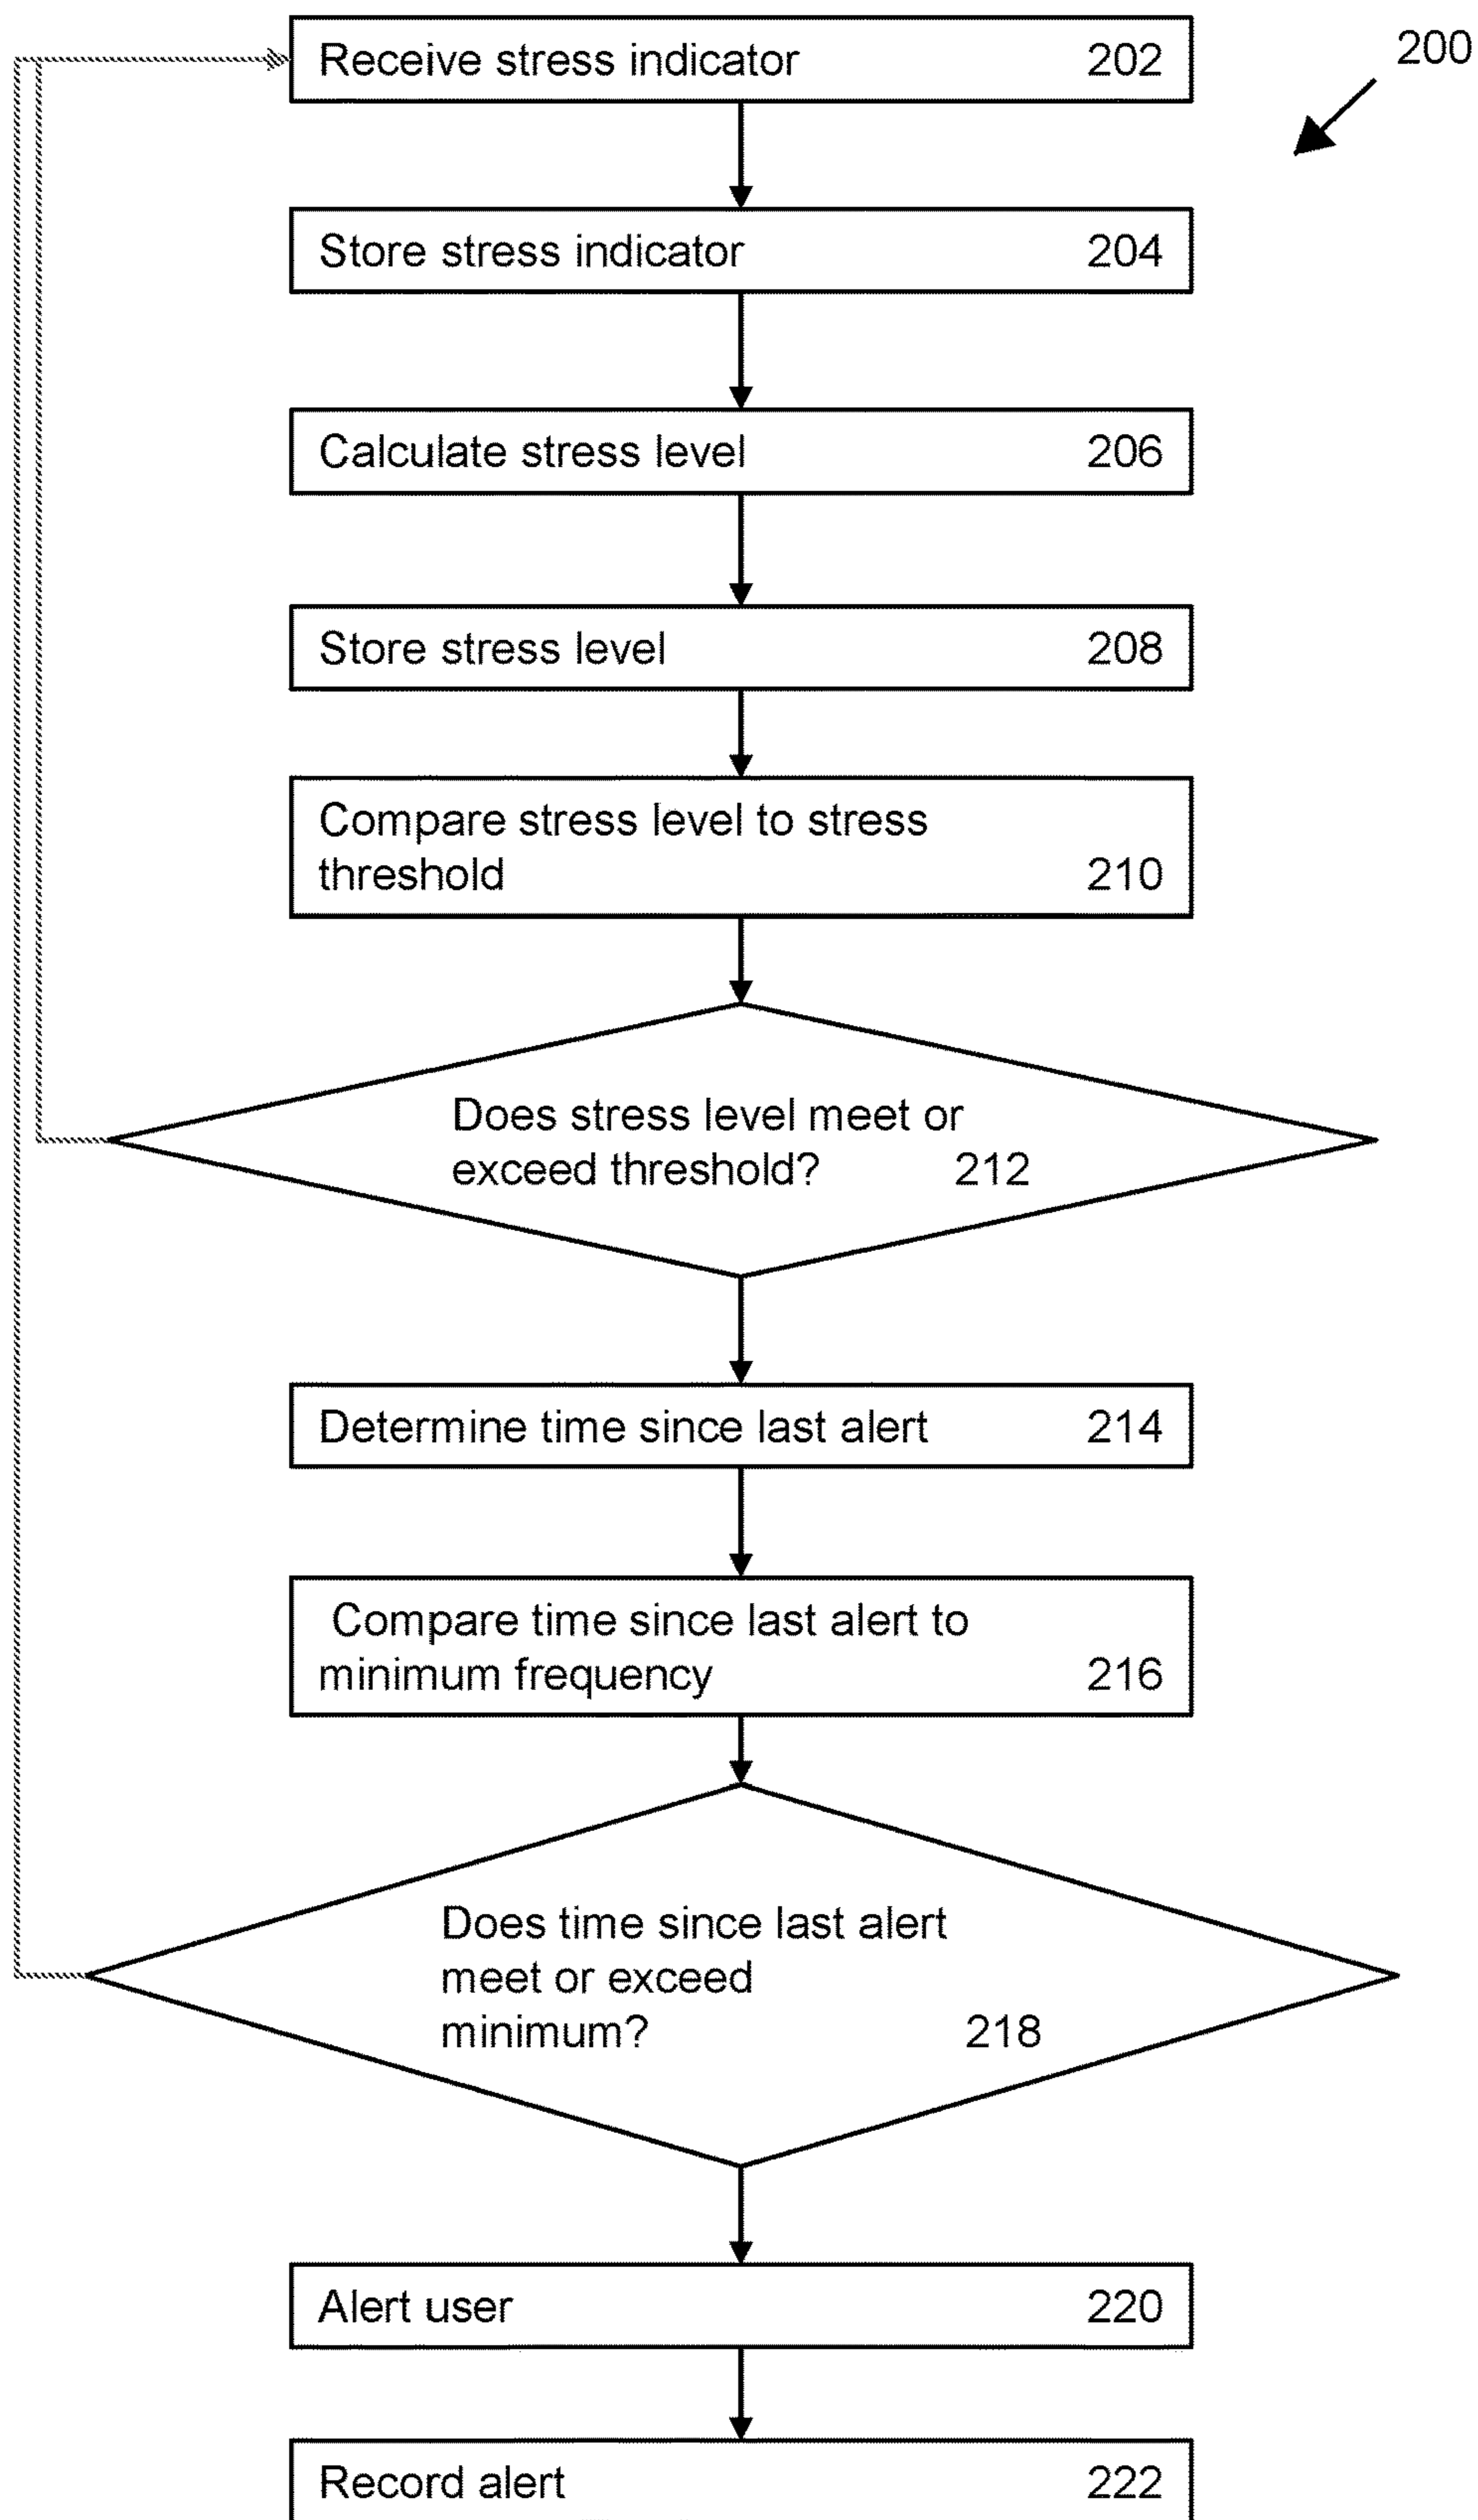 200
Receive stress indicator 202
Store stress indicator 204
Calculate stress level 206
Store stress level 208
Compare stress level to stress
threshold 210
Does stress level meet or
exceed threshold? 212
Determine time since last alert 214
Compare time since last alert to
minimum frequency 216
Does time since last alert
meet or exceed
minimum? 218
Alert user 220
Record alert 222